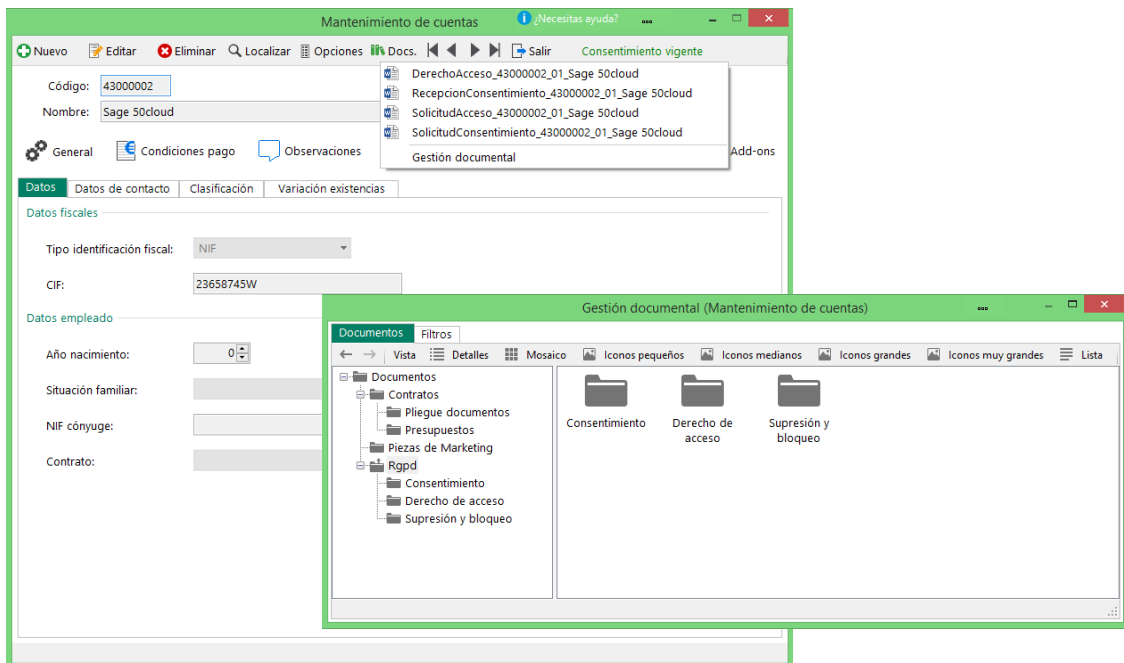 Mantenimiento de cuentas
¿Necesitas ayuda?
Nuevo Editar Eliminar Localizar Opciones Docs. Salir Consentimiento vigente
Código: 43000002
Nombre: Sage 50cloud
DerechoAcceso_43000002_01_Sage 50cloud
RecepcionConsentimiento_43000002_01_Sage 50cloud
SolicitudAcceso_43000002_01_Sage 50cloud
SolicitudConsentimiento_43000002_01_Sage 50cloud
Gestión documental
General Condiciones pago Observaciones Add-ons
Datos Datos de contacto Clasificación Variación existencias
Datos fiscales
Tipo identificación fiscal: NIF
CIF: 23658745W
Datos empleado
Año nacimiento: 0
Situación familiar:
NIF cónyuge:
Contrato:
Gestión documental (Mantenimiento de cuentas)
Documentos Filtros
Vista Detalles Mosaico Iconos pequeños Iconos medianos Iconos grandes Iconos muy grandes Lista
Documentos
Contratos
Pliegue documentos
Presupuestos
Piezas de Marketing
Rgpd
Consentimiento
Derecho de acceso
Supresión y bloqueo
Consentimiento
Derecho de
acceso
Supresión y
bloqueo